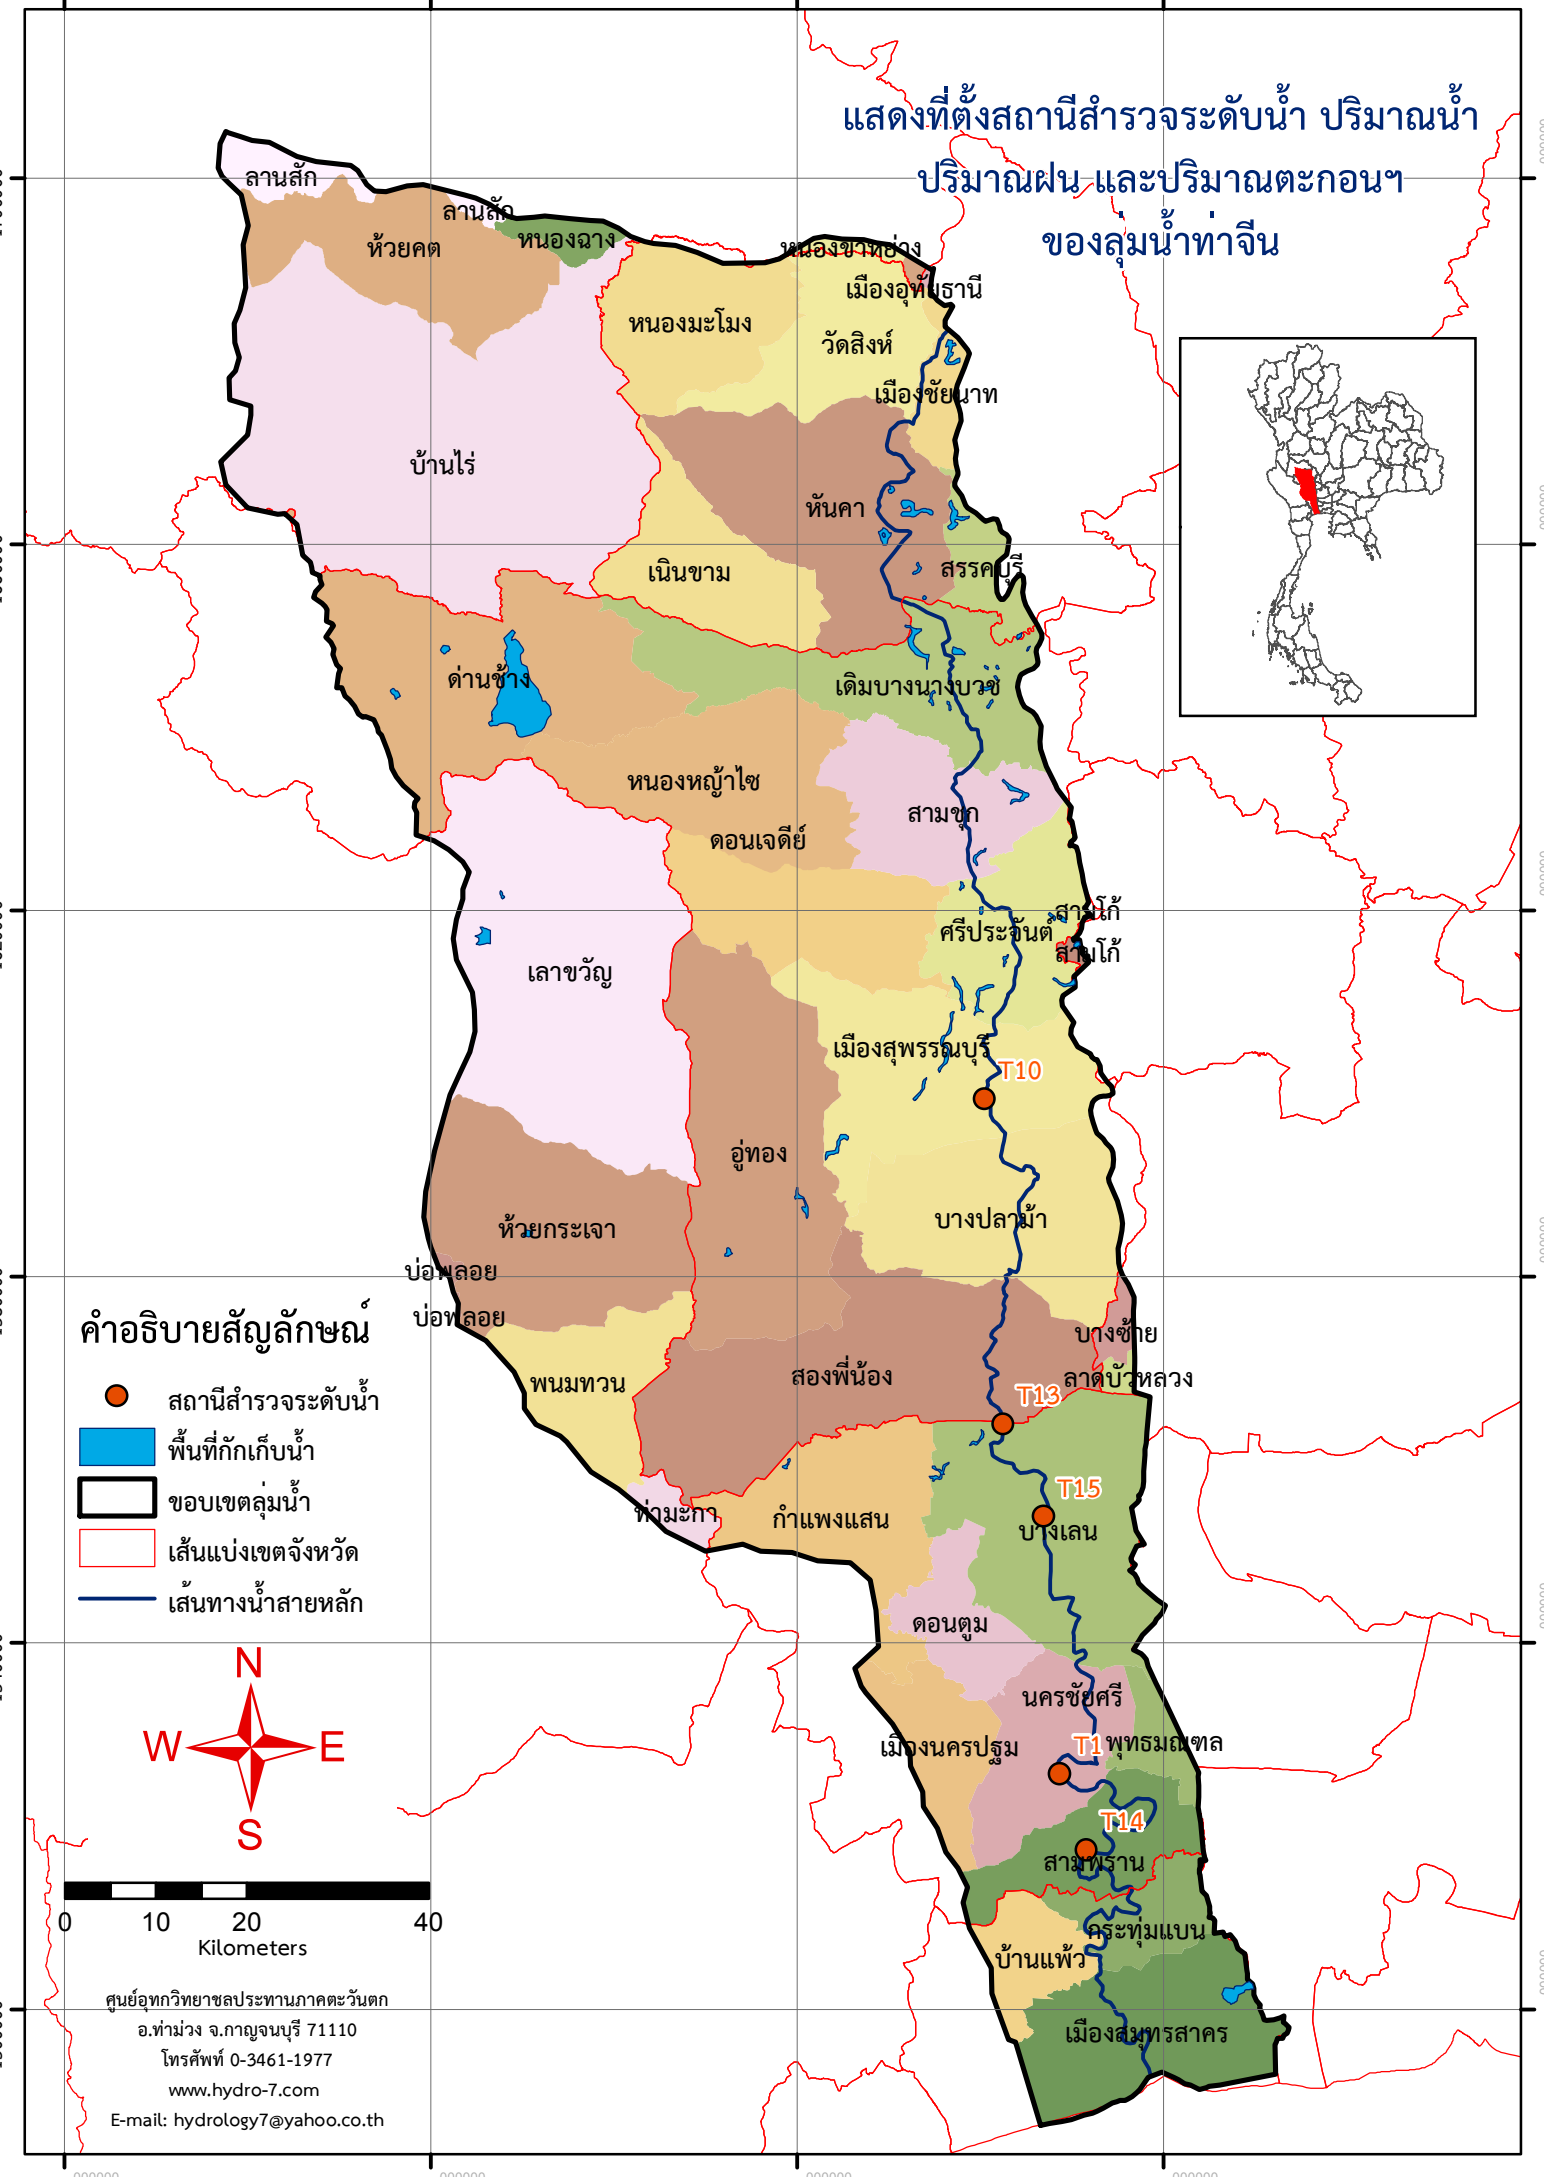 แสดงที่ตั้งสถานีสำรวจระดับน้ำ ปริมาณน้ำ
ปริมาณฝน และปริมาณตะกอนฯ
ของลุ่มน้ำท่าจีน
ลานสัก
ลานสัก
หนองฉาง
ห้วยคต
หนองขาหย่าง
เมืองอุทัยธานี
หนองมะโมง
วัดสิงห์
เมืองชัยนาท
บ้านไร่
หันคา
เนินขาม
สรรคบุรี
ด่านช้าง
เดิมบางนางบวช
หนองหญ้าไซ
สามชุก
ดอนเจดีย์
สามโก้
ศรีประจันต์
สามโก้
เลาขวัญ
เมืองสุพรรณบุรี
T10
อู่ทอง
บางปลาม้า
ห้วยกระเจา
บ่อพลอย
บ่อพลอย
บางซ้าย
สองพี่น้อง
ลาดบัวหลวง
พนมทวน
T13
T15
ท่ามะกา
กำแพงแสน
บางเลน
ดอนตูม
นครชัยศรี
เมืองนครปฐม
T1
พุทธมณฑล
T14
สามพราน
กระทุ่มแบน
บ้านแพ้ว
เมืองสมุทรสาคร
คำอธิบายสัญลักษณ์
สถานีสำรวจระดับน้ำ
พื้นที่กักเก็บน้ำ
ขอบเขตลุ่มน้ำ
เส้นแบ่งเขตจังหวัด
เส้นทางน้ำสายหลัก
N
W E
S
0 10 20 40
Kilometers
ศูนย์อุทกวิทยาชลประทานภาคตะวันตก
อ.ท่าม่วง จ.กาญจนบุรี 71110
โทรศัพท์ 0-3461-1977
www.hydro-7.com
E-mail: hydrology7@yahoo.co.th